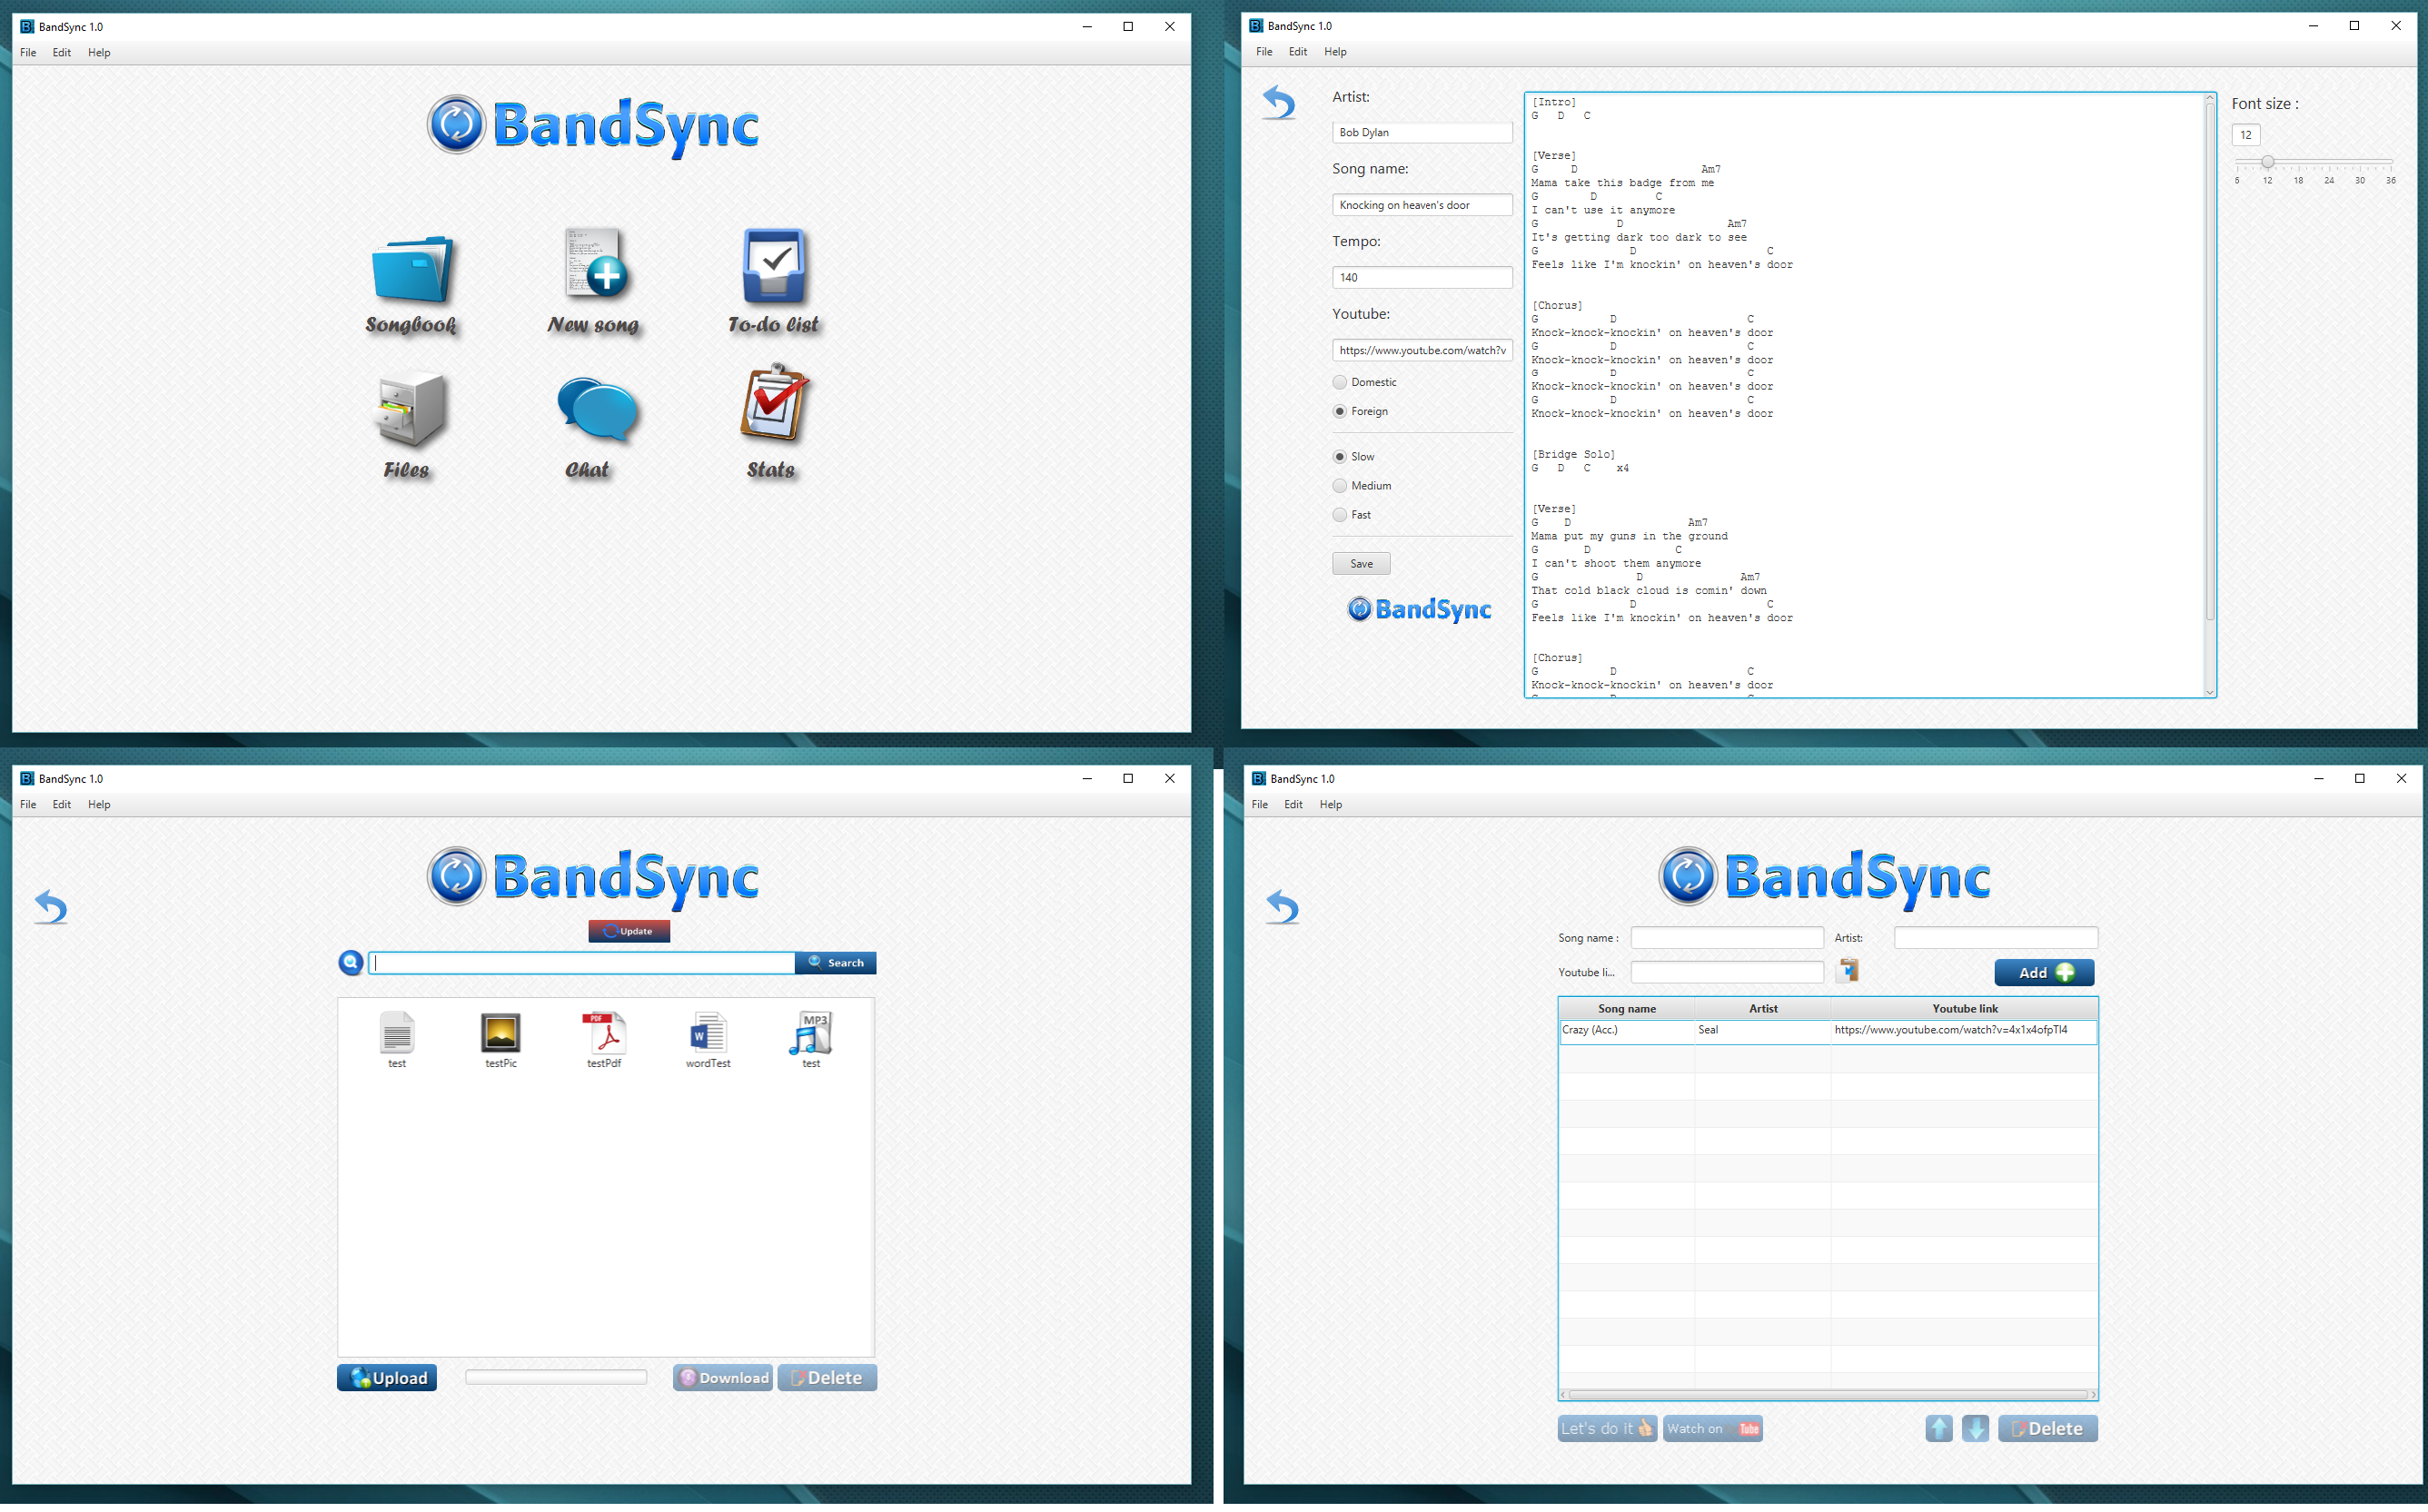 BandSync 1.0
File Edit Help
BandSync
Songbook New song To-do list
Files Chat Stats
BandSync 1.0
File Edit Help
Artist:
Bob Dylan
Song name:
Knocking on heaven's door
Tempo:
140
Youtube:
https://www.youtube.com/watch?v
Domestic
Foreign
Slow
Medium
Fast
Save
BandSync
[Intro]
G D C
[Verse]
G D Am7
Mama take this badge from me
G D C
I can't use it anymore
G D Am7
It's getting dark too dark to see
G D C
Feels like I'm knockin' on heaven's door
[Chorus]
G D C
Knock-knock-knockin' on heaven's door
G D C
Knock-knock-knockin' on heaven's door
G D C
Knock-knock-knockin' on heaven's door
G D C
Knock-knock-knockin' on heaven's door
[Bridge Solo]
G D C x4
[Verse]
G D Am7
Mama put my guns in the ground
G D C
I can't shoot them anymore
G D Am7
That cold black cloud is comin' down
G D C
Feels like I'm knockin' on heaven's door
[Chorus]
G D C
Knock-knock-knockin' on heaven's door
Font size :
12
6 12 18 24 30 36
BandSync 1.0
File Edit Help
BandSync
Update
Search
PDF W MP3
test testPic testPdf wordTest test
Upload Download Delete
BandSync 1.0
File Edit Help
BandSync
Song name : Artist:
Youtube li... Add
Song name Artist Youtube link
Crazy (Acc.) Seal https://www.youtube.com/watch?v=4x1x4ofpTI4
Let's do it Watch on Tube Delete